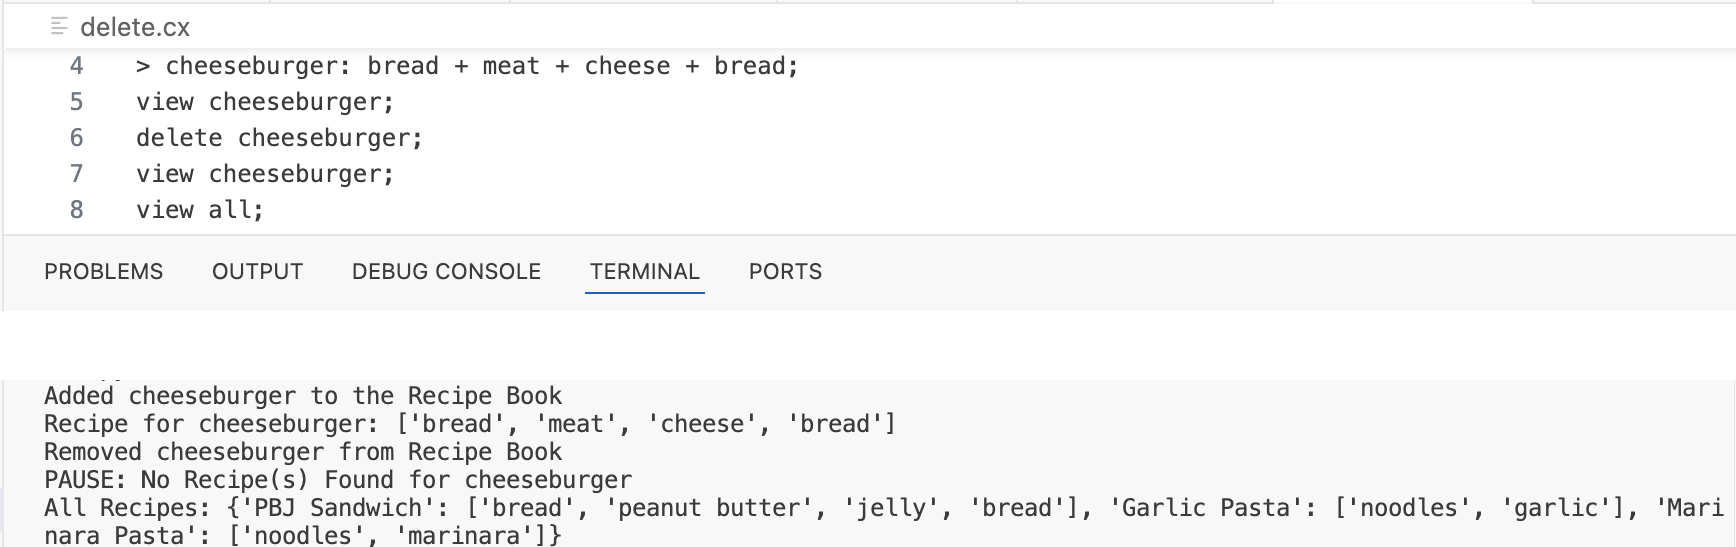 delete.cx
4 > cheeseburger: bread + meat + cheese + bread;
5 view cheeseburger;
6 delete cheeseburger;
7 view cheeseburger;
8 view all;
PROBLEMS OUTPUT DEBUG CONSOLE TERMINAL PORTS
Added cheeseburger to the Recipe Book
Recipe for cheeseburger: ['bread', 'meat', 'cheese', 'bread']
Removed cheeseburger from Recipe Book
PAUSE: No Recipe(s) Found for cheeseburger
All Recipes: {'PBJ Sandwich': ['bread', 'peanut butter', 'jelly', 'bread'], 'Garlic Pasta': ['noodles', 'garlic'], 'Mari
nara Pasta': ['noodles', 'marinara']}